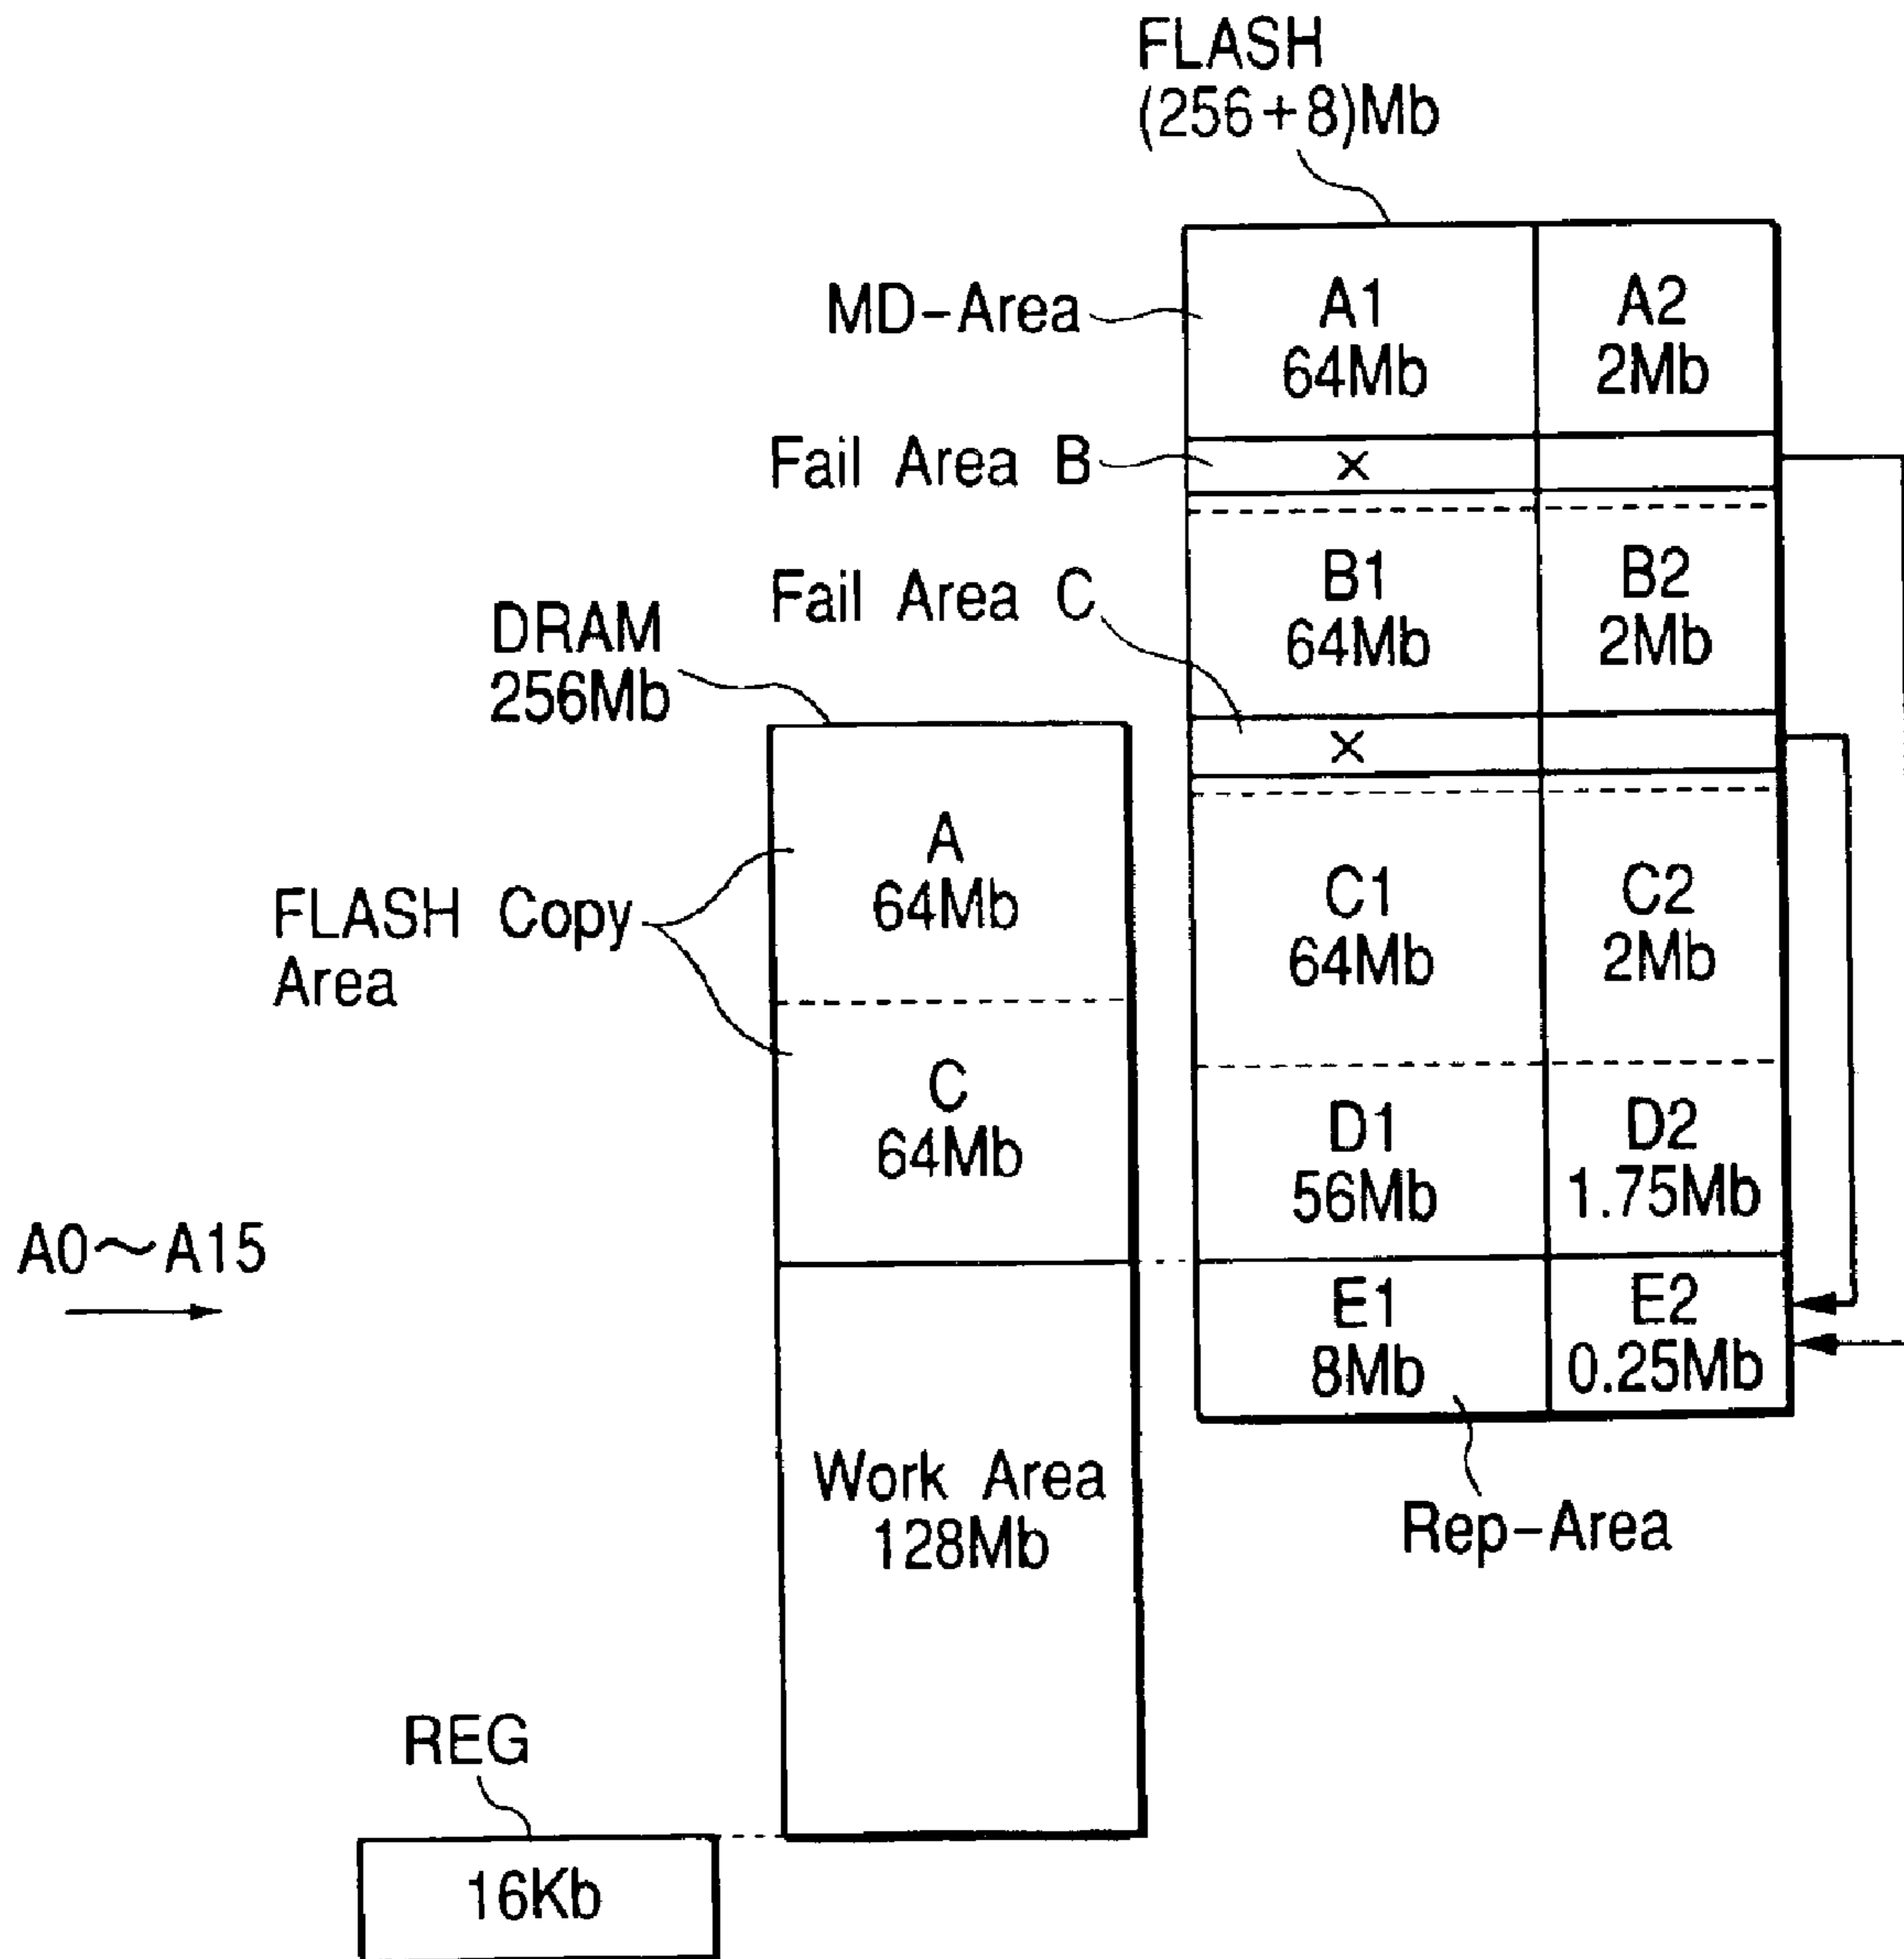 FLASH
(256+8)Mb
MD-Area
A1
64Mb
A2
2Mb
Fail Area B
×
Fail Area C
B1
64Mb
B2
2Mb
×
DRAM
256Mb
A
64Mb
C1
64Mb
C2
2Mb
FLASH Copy
Area
C
64Mb
D1
56Mb
D2
1.75Mb
A0～A15
E1
8Mb
E2
0.25Mb
Work Area
128Mb
Rep-Area
REG
16Kb